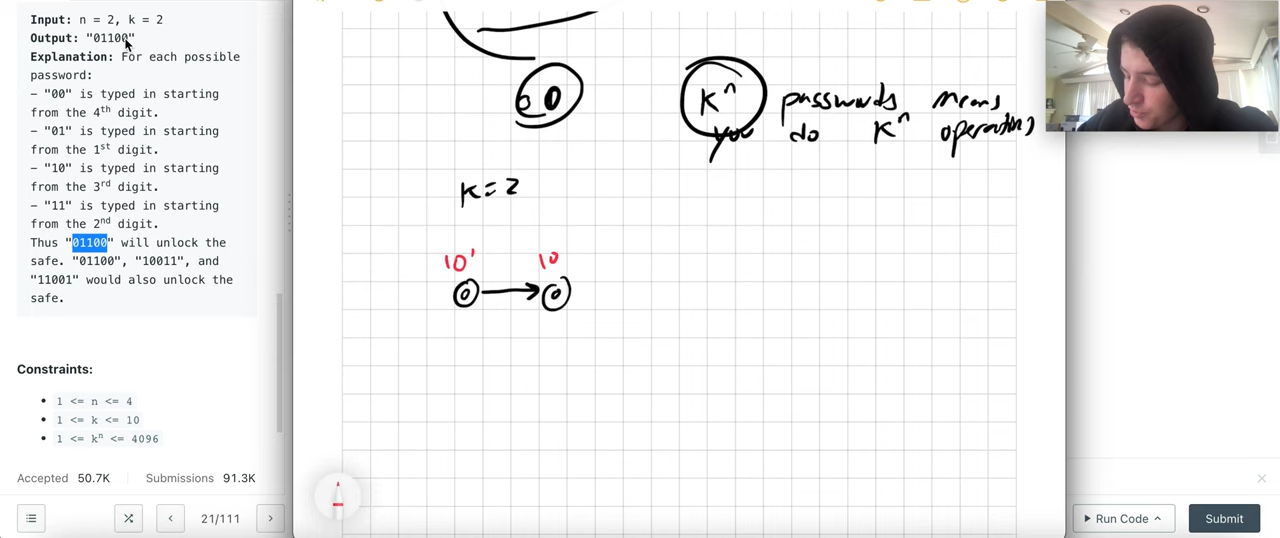 Input: n = 2, k = 2
Output: "01100"
Explanation: For each possible
password:
- "00" is typed in starting
from the 4th digit.
- "01" is typed in starting
from the 1st digit.
- "10" is typed in starting
from the 3rd digit.
- "11" is typed in starting
from the 2nd digit.
Thus "01100" will unlock the
safe. "01100", "10011", and
"11001" would also unlock the
safe.
Constraints:
1 <= n <= 4
1 <= k <= 10
1 <= kⁿ <= 4096
Accepted 50.7K Submissions 91.3K
21/111
00
Kⁿ passwords means
you do Kⁿ operations
K=2
10' 10
0 0
Run Code
Submit